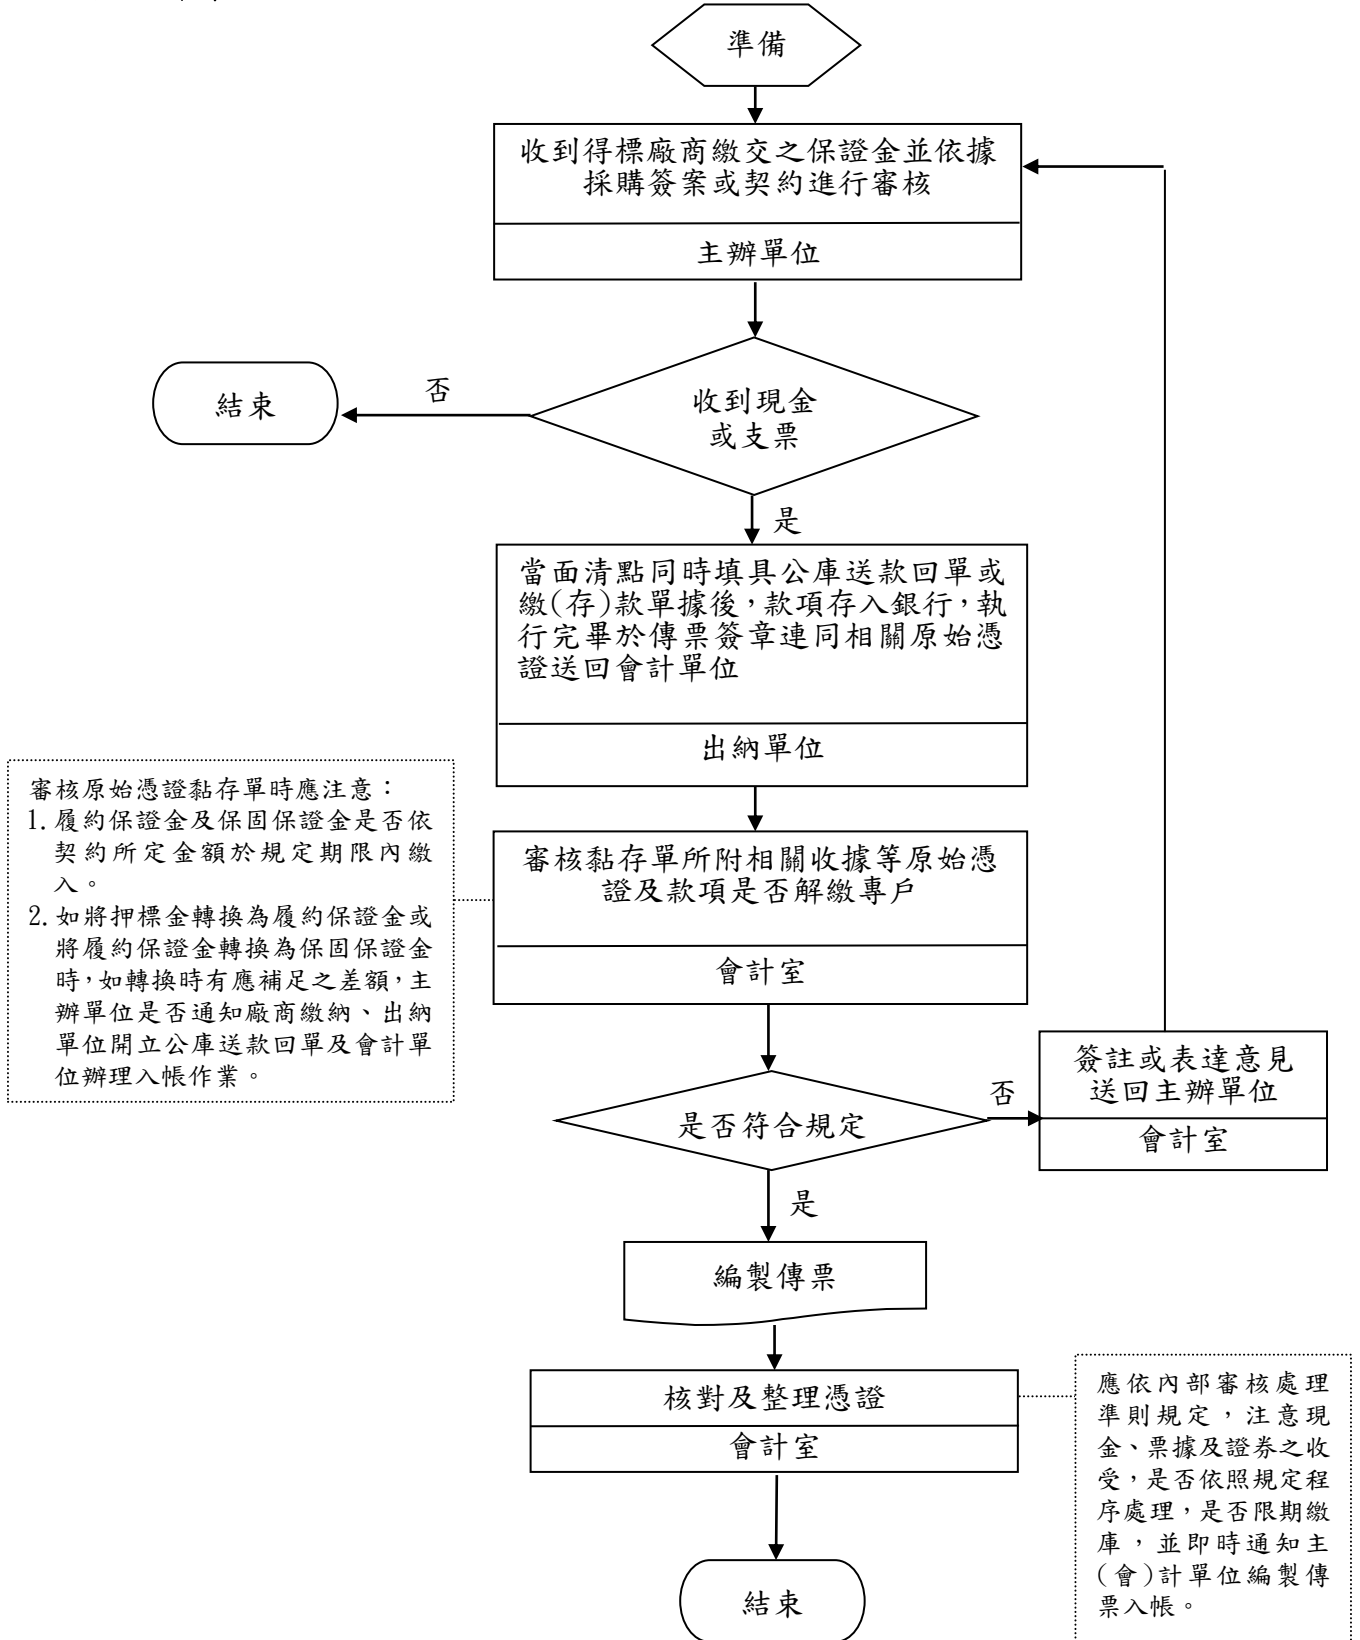 準備
收到得標廠商繳交之保證金並依據
採購簽案或契約進行審核
主辦單位
收到現金
或支票
否
結束
是
當面清點同時填具公庫送款回單或
繳(存)款單據後，款項存入銀行，執
行完畢於傳票簽章連同相關原始憑
證送回會計單位
出納單位
審核原始憑證黏存單時應注意：
1. 履約保證金及保固保證金是否依
契約所定金額於規定期限內繳
入。
2. 如將押標金轉換為履約保證金或
將履約保證金轉換為保固保證金
時，如轉換時有應補足之差額，主
辦單位是否通知廠商繳納、出納
單位開立公庫送款回單及會計單
位辦理入帳作業。
審核黏存單所附相關收據等原始憑
證及款項是否解繳專戶
會計室
是否符合規定
否
簽註或表達意見
送回主辦單位
會計室
是
編製傳票
核對及整理憑證
會計室
應依內部審核處理
準則規定，注意現
金、票據及證券之收
受，是否依照規定程
序處理，是否限期繳
庫，並即時通知主
(會)計單位編製傳
票入帳。
結束